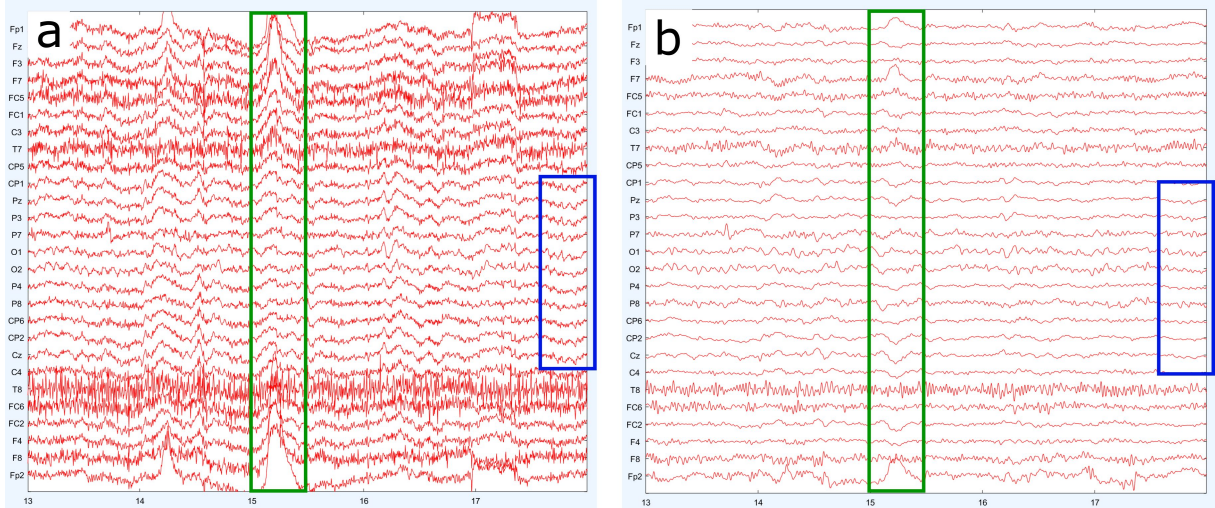 a
Fp1
Fz
F3
F7
FC5
FC1
C3
T7
CP5
CP1
Pz
P3
P7
O1
O2
P4
P8
CP6
CP2
Cz
C4
T8
FC6
FC2
F4
F8
Fp2
13 14 15 16 17
b
Fp1
Fz
F3
F7
FC5
FC1
C3
T7
CP5
CP1
Pz
P3
P7
O1
O2
P4
P8
CP6
CP2
Cz
C4
T8
FC6
FC2
F4
F8
Fp2
13 14 15 16 17